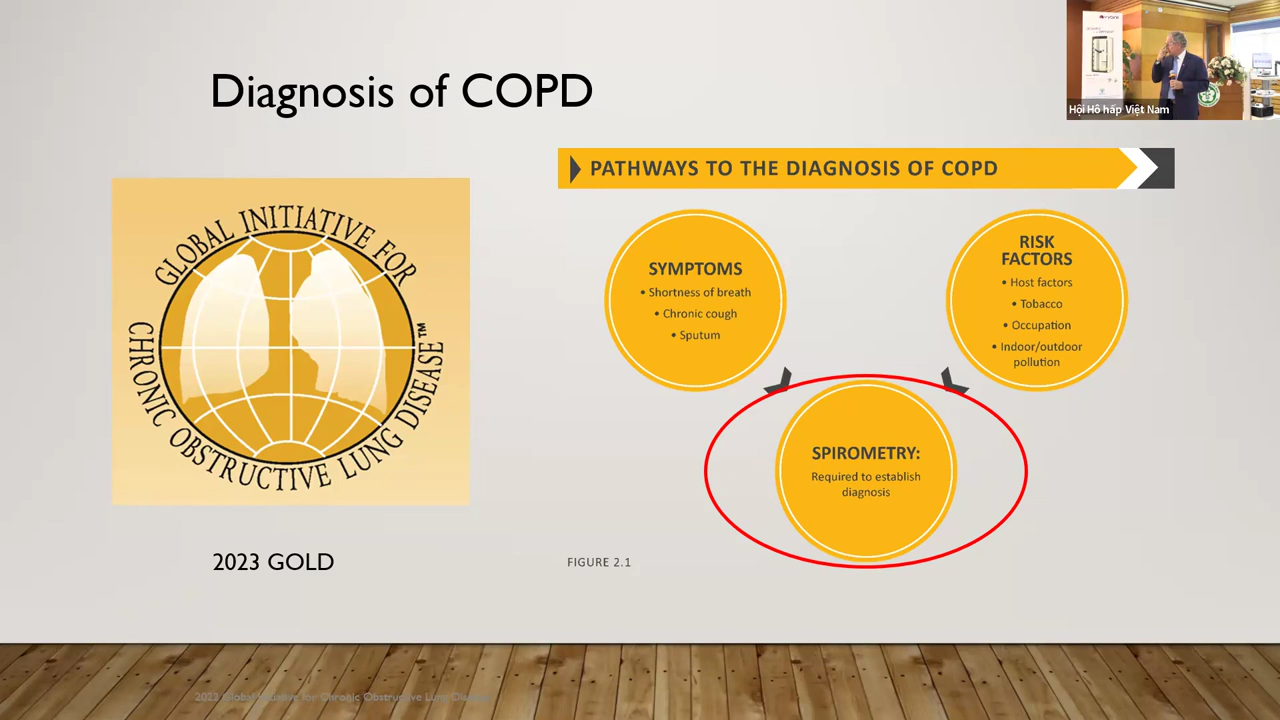 Diagnosis of COPD
Hội Hô hấp Việt Nam
PATHWAYS TO THE DIAGNOSIS OF COPD
GLOBAL INITIATIVE FOR
CHRONIC OBSTRUCTIVE LUNG DISEASE™
SYMPTOMS
• Shortness of breath
• Chronic cough
• Sputum
RISK
FACTORS
• Host factors
• Tobacco
• Occupation
• Indoor/outdoor
pollution
SPIROMETRY:
Required to establish
diagnosis
2023 GOLD
FIGURE 2.1
2022 Global Initiative for Chronic Obstructive Lung Disease